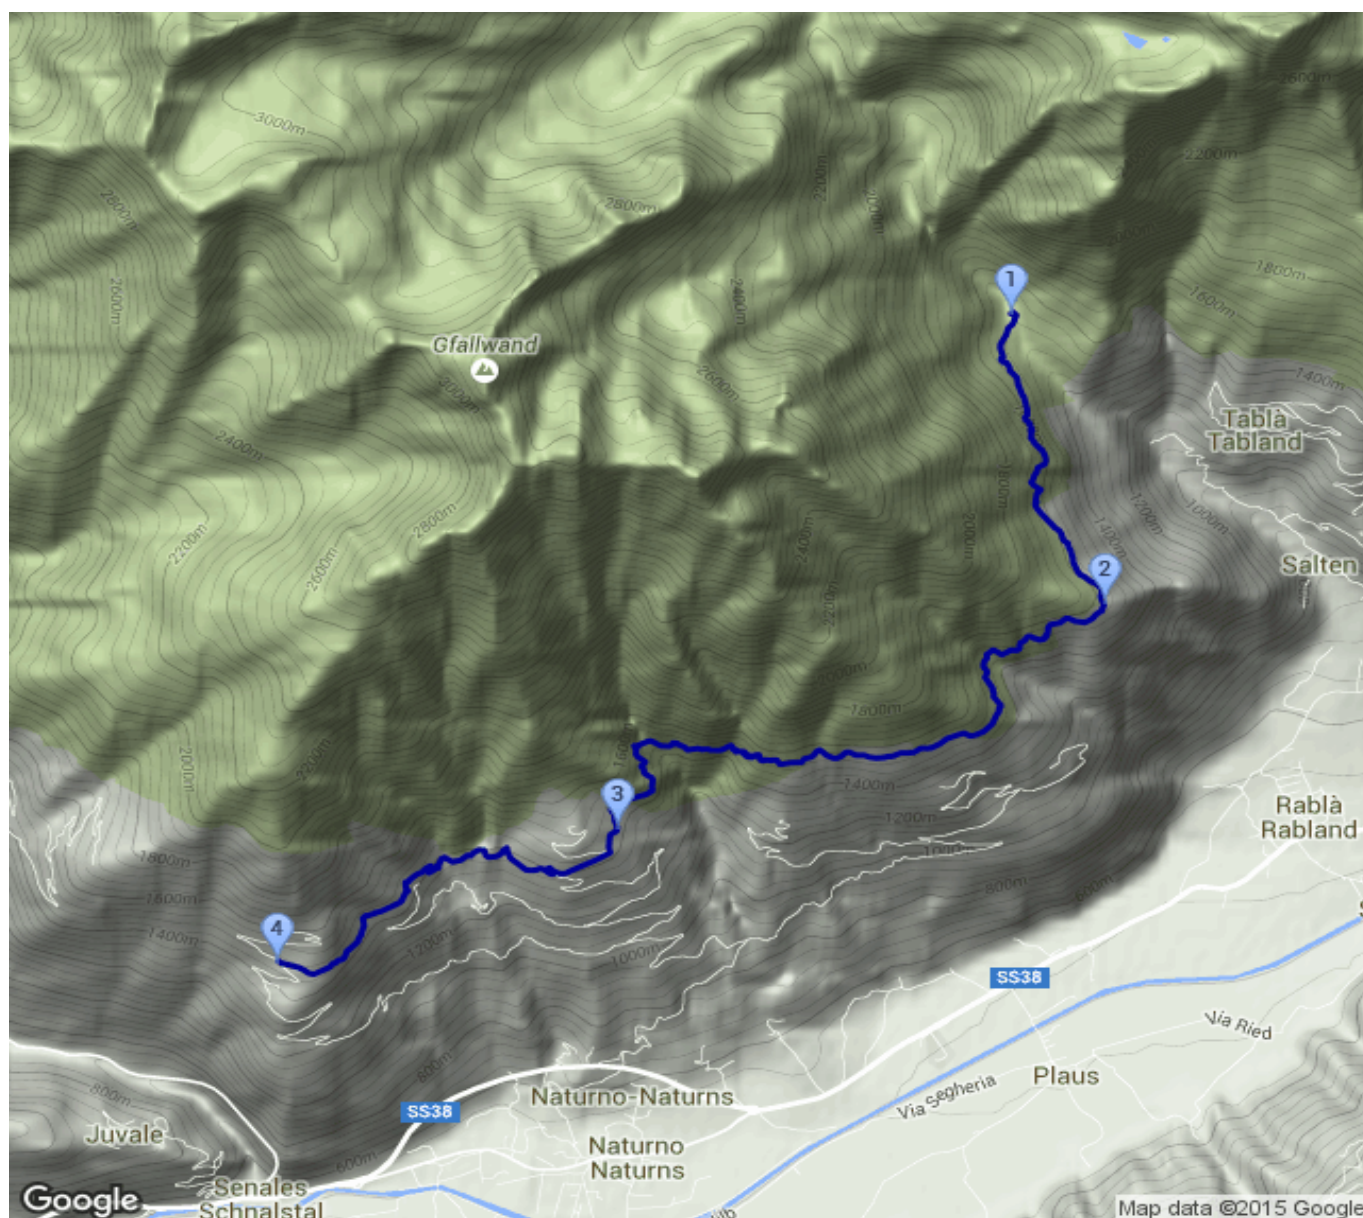 3000m
2600m
2200m
2800m
2800m
2200m
2000m
2600m
1
1800m
1600m
2400m
Gfallwand
3000m
2600m
1400m
Tablà
Tabland
2400m
1800m
1200m
1000m
2800m
2200m
2600m
2000m
1400m
2400m
2
Salten
2200m
2000m
1800m
2000m
2200m
1600m
1400m
3
1200m
Rablà
Rabland
1000m
1800m
1600m
800m
600m
4
1400m
1200m
1000m
SS38
Via Ried
Plaus
Via Segheria
600m
800m
Naturno-Naturns
SS38
Juvale
Naturno
Naturns
600m
Senales
Schnalstal
Google
Map data ©2015 Google